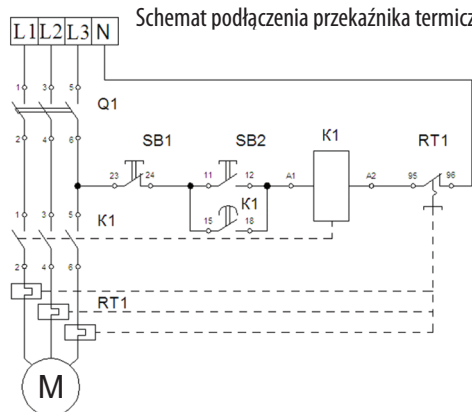 Schemat podłączenia przekaźnika termicz
L1 L2 L3 N
1 3 5
Q1
2 4 6
SB1 SB2 K1 RT1
23 24 11 12 A1 A2 95 96
K1
15 18
1 3 5
K1
2 4 6
RT1
M